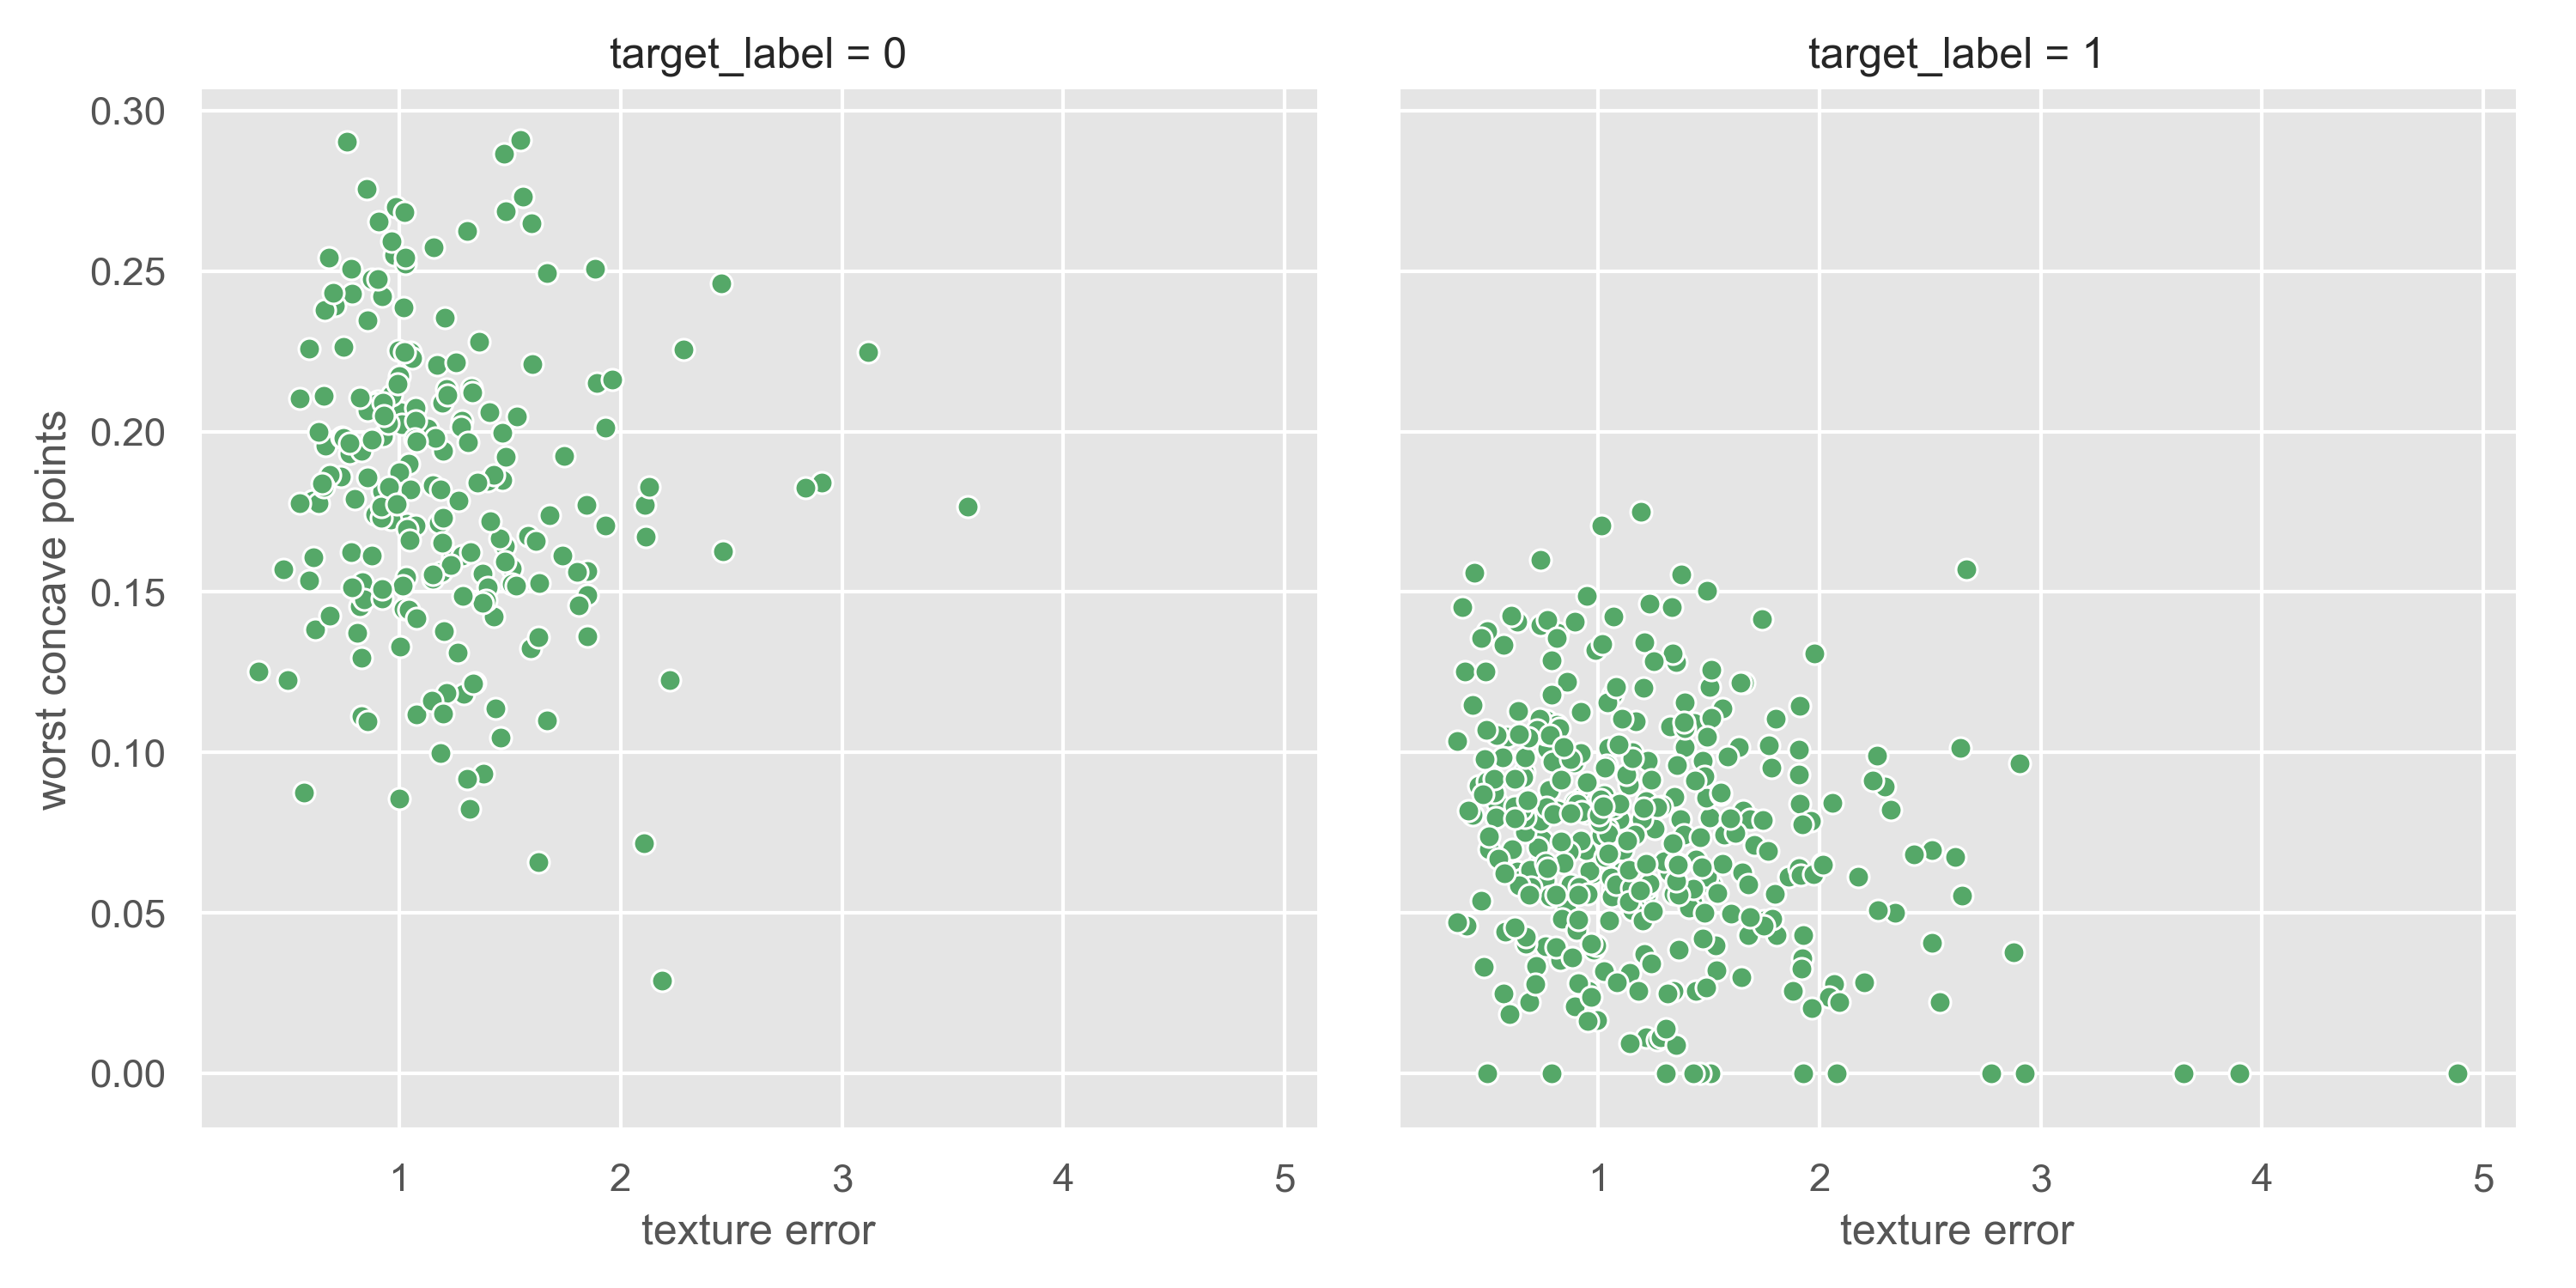 target_label = 0
target_label = 1
0.30
0.25
0.20
0.15
0.10
0.05
0.00
worst concave points
1 2 3 4 5
1 2 3 4 5
texture error
texture error